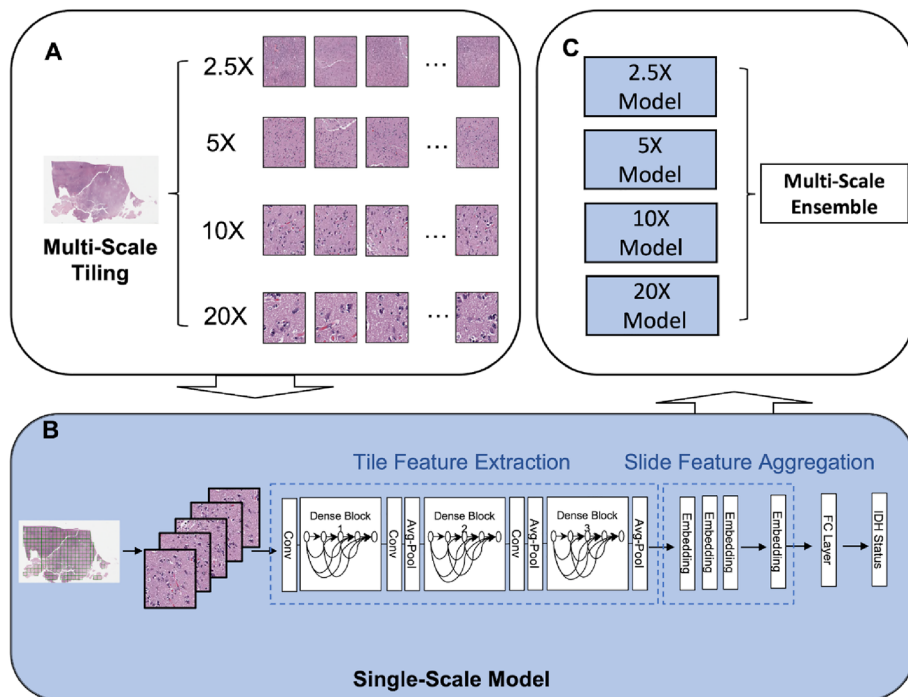 A
2.5X
...
5X
...
10X
...
20X
...
Multi-Scale
Tiling
C
2.5X
Model
5X
Model
10X
Model
20X
Model
Multi-Scale
Ensemble
B
Tile Feature Extraction
Slide Feature Aggregation
Conv
Dense Block
1
Conv
Avg-Pool
Dense Block
2
Conv
Avg-Pool
Dense Block
3
Avg-Pool
Embedding
Embedding
Embedding
Embedding
FC Layer
IDH Status
Single-Scale Model